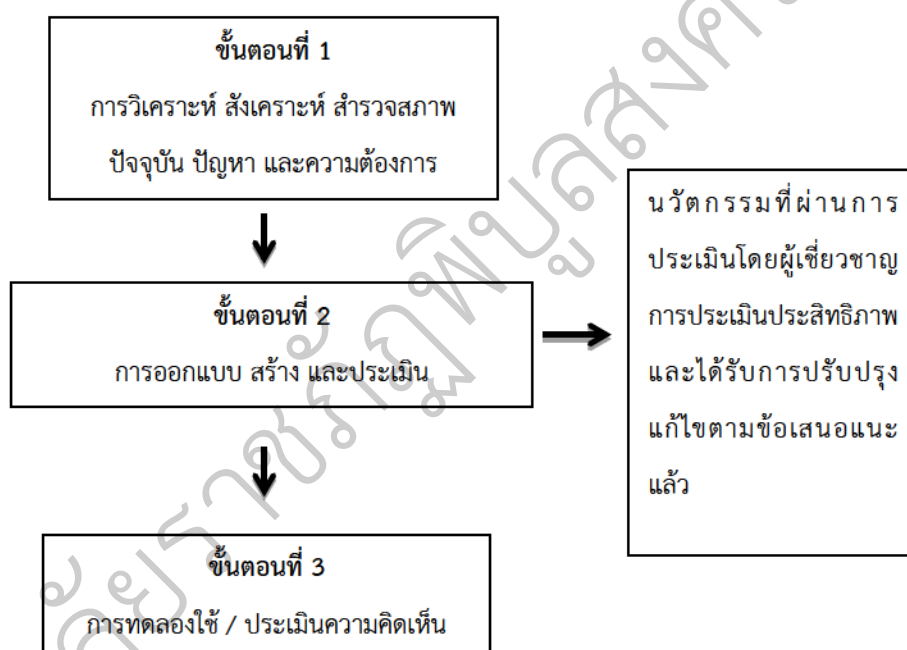 ขั้นตอนที่ 1
การวิเคราะห์ สังเคราะห์ สำรวจสภาพ
ปัจจุบัน ปัญหา และความต้องการ
ขั้นตอนที่ 2
การออกแบบ สร้าง และประเมิน
นวัตกรรมที่ผ่านการ
ประเมินโดยผู้เชี่ยวชาญ
การประเมินประสิทธิภาพ
และได้รับการปรับปรุง
แก้ไขตามข้อเสนอแนะ
แล้ว
ขั้นตอนที่ 3
การทดลองใช้ / ประเมินความคิดเห็น